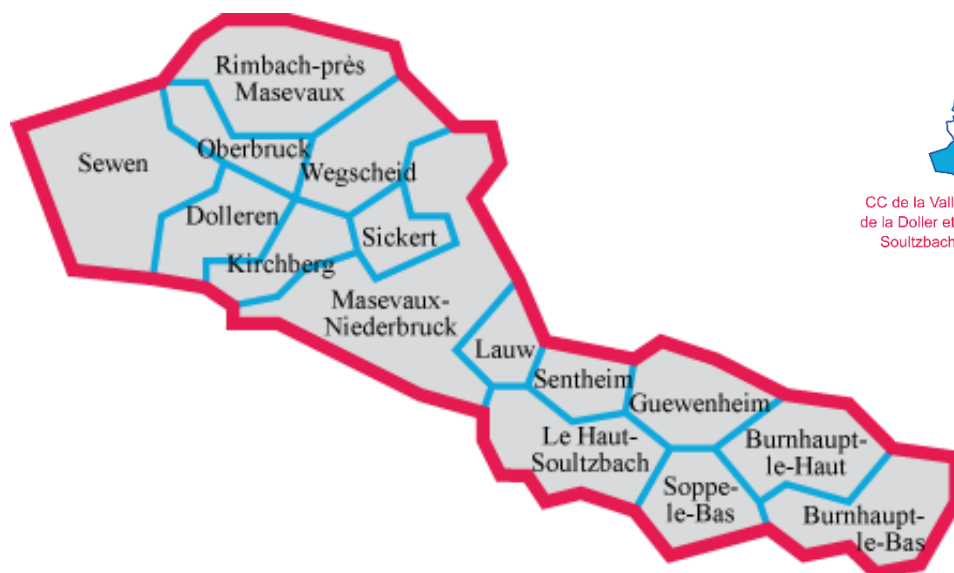 Rimbach-près
Masevaux
Oberbruck
Sewen
Wegscheid
Dolleren
Sickert
Kirchberg
Masevaux-
Niederbruck
Lauw
Sentheim
Guewenheim
Le Haut-
Soultzbach
Burnhaupt-
le-Haut
Soppe-
le-Bas
Burnhaupt-
le-Bas
CC de la Vall
de la Doller et
Soultzbach